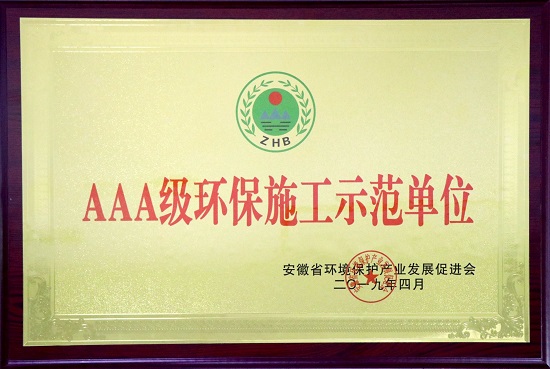 ZHB
AAA级环保施工示范单位
安徽省环境保护产业发展促进会
二〇一九年四月